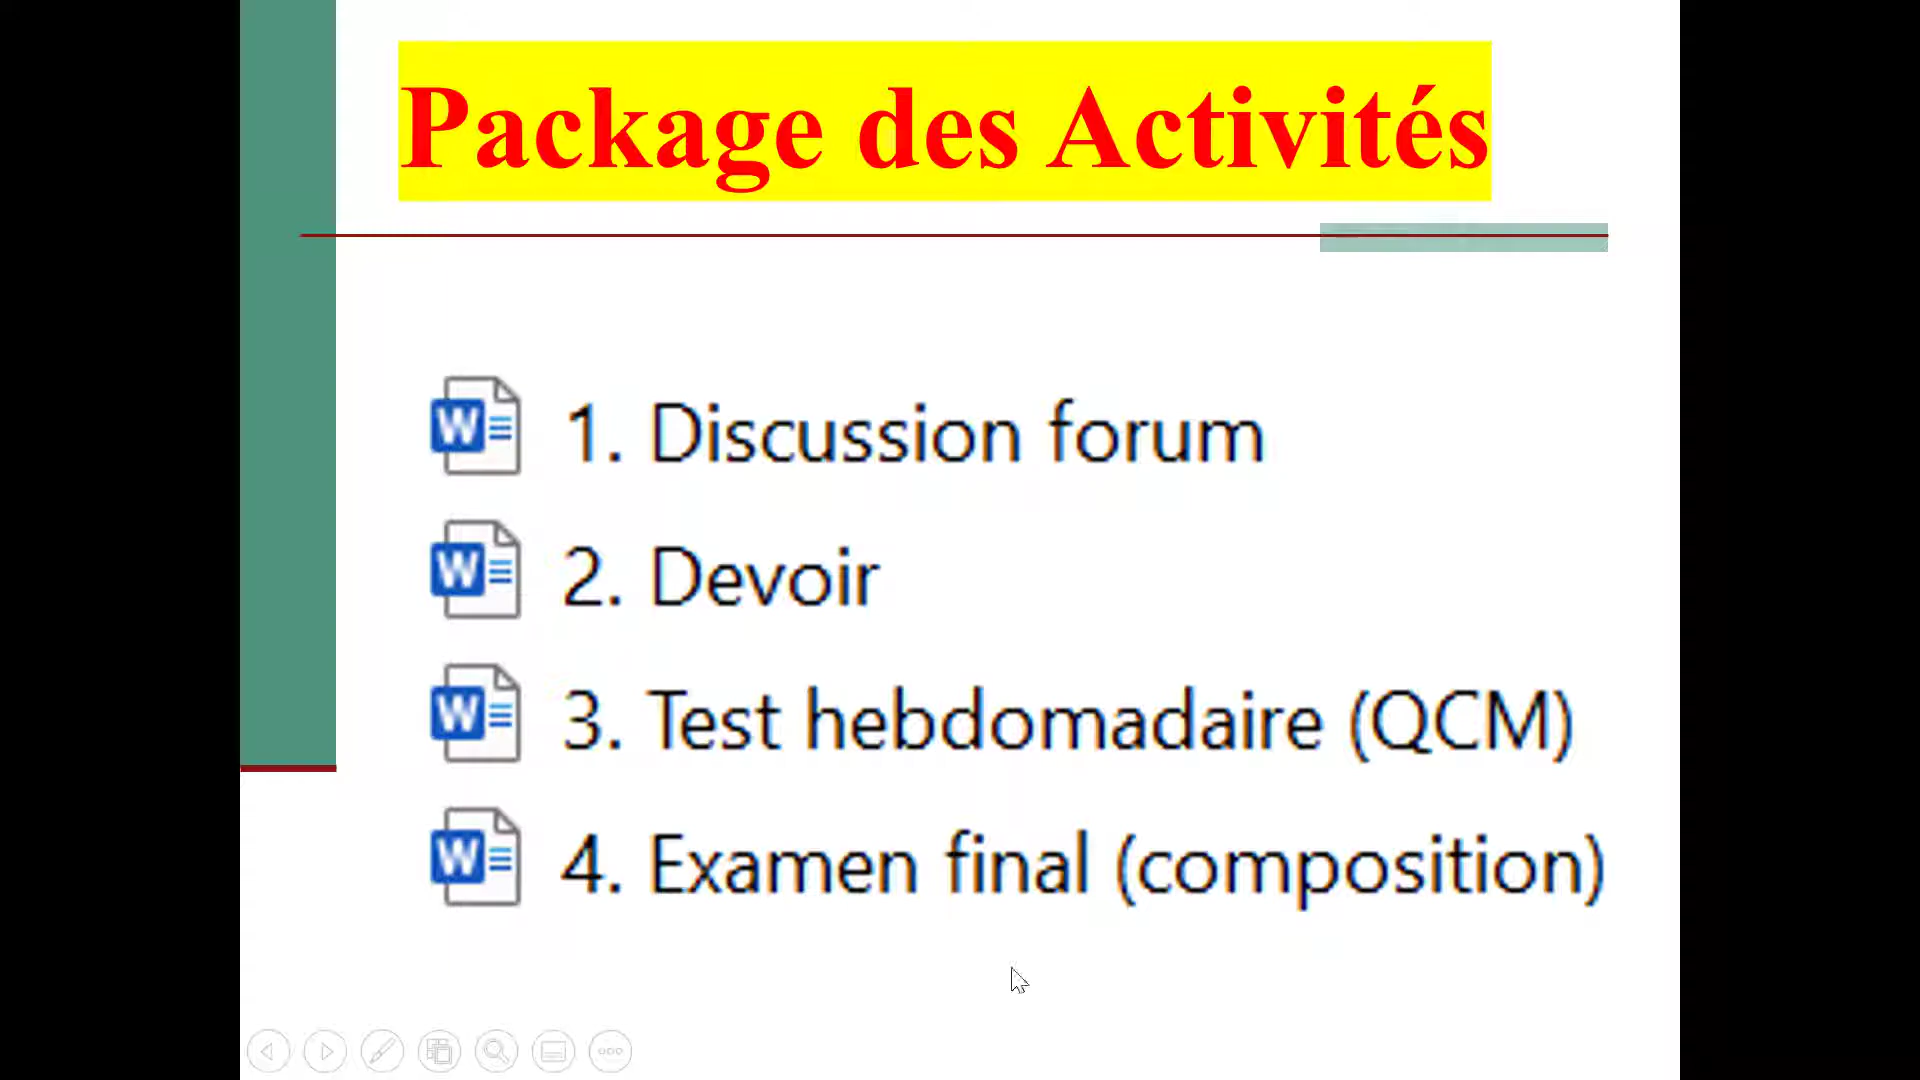 Package des Activités
1. Discussion forum
2. Devoir
3. Test hebdomadaire (QCM)
4. Examen final (composition)